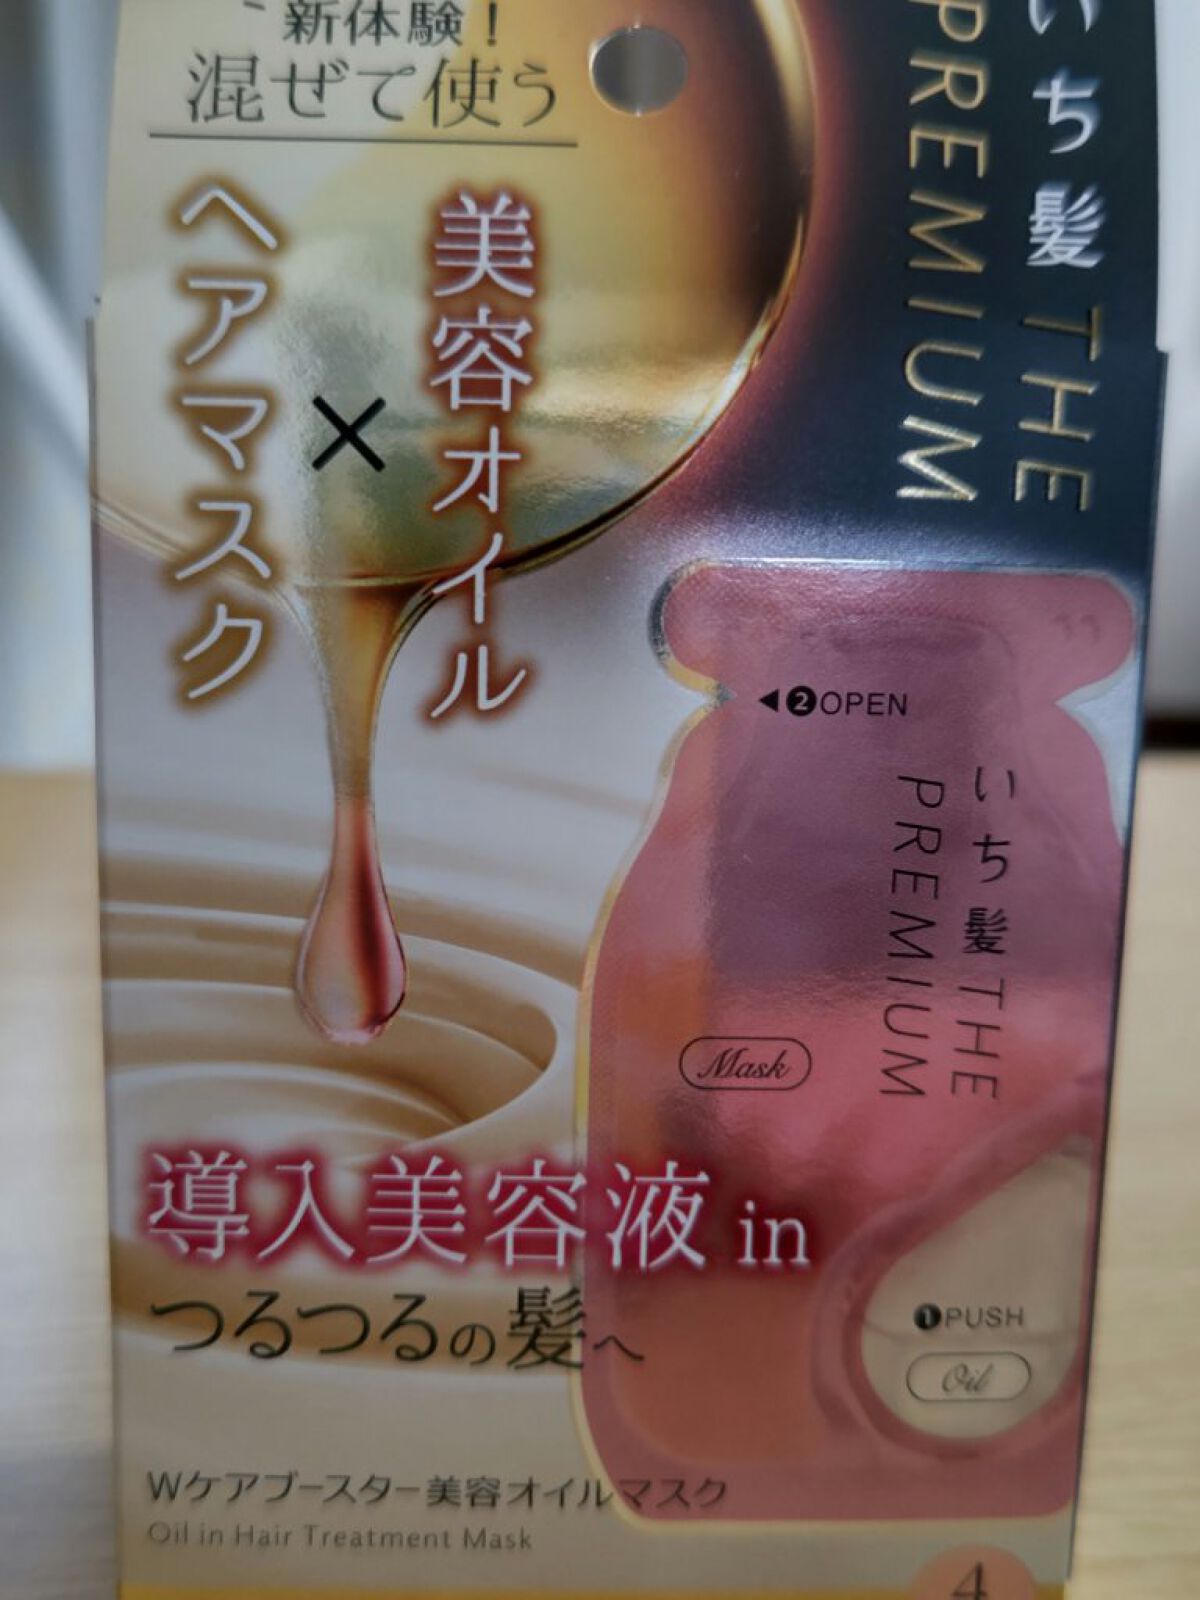 新体験！
混ぜて使う
美容オイル
×
ヘアマスク
いち髪 THE
PREMIUM
◀❷OPEN
いち髪 THE
PREMIUM
Mask
導入美容液 in
つるつるの髪へ
❶PUSH
Oil
Wケアブースター美容オイルマスク
Oil in Hair Treatment Mask
4